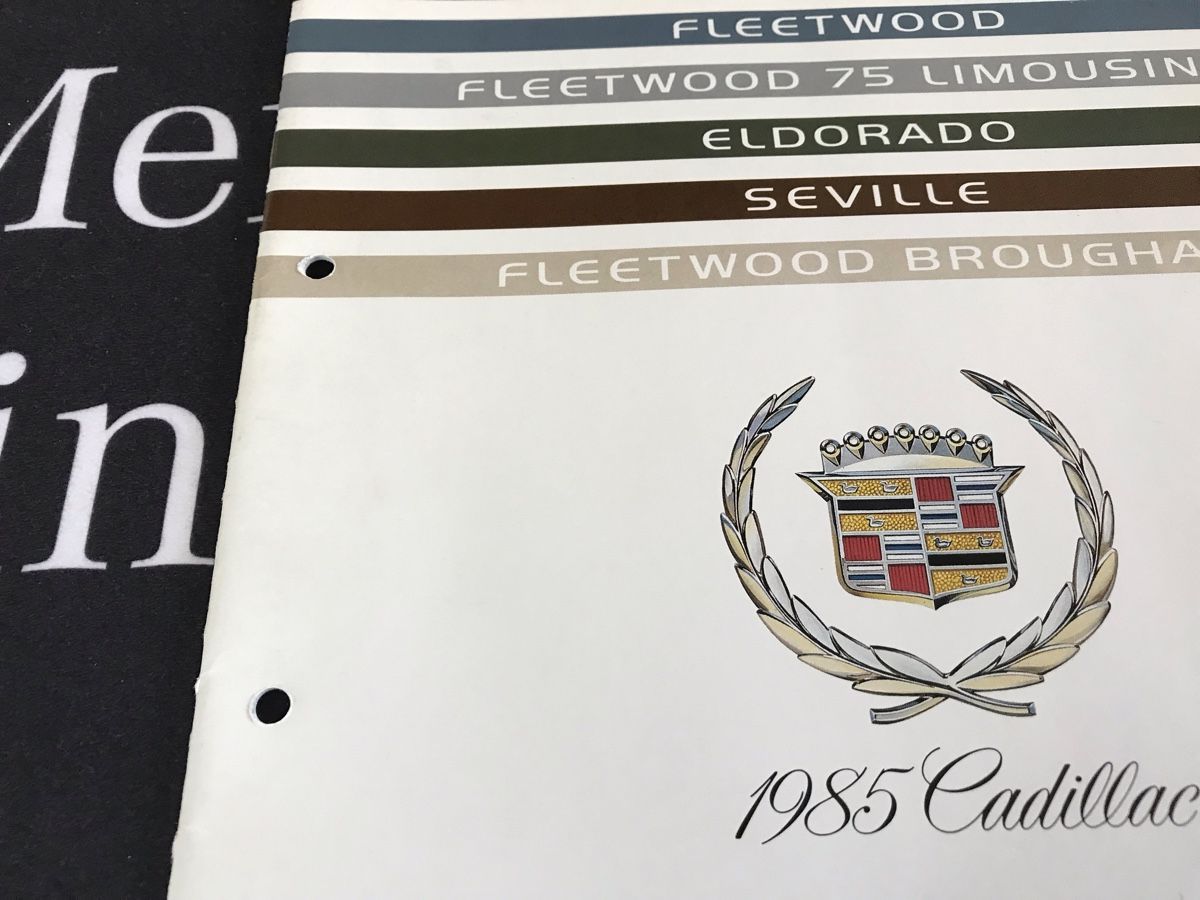 FLEETWOOD
FLEETWOOD 75 LIMOUSIN
ELDORADO
SEVILLE
FLEETWOOD BROUGHA
1985 Cadillac
Me
in